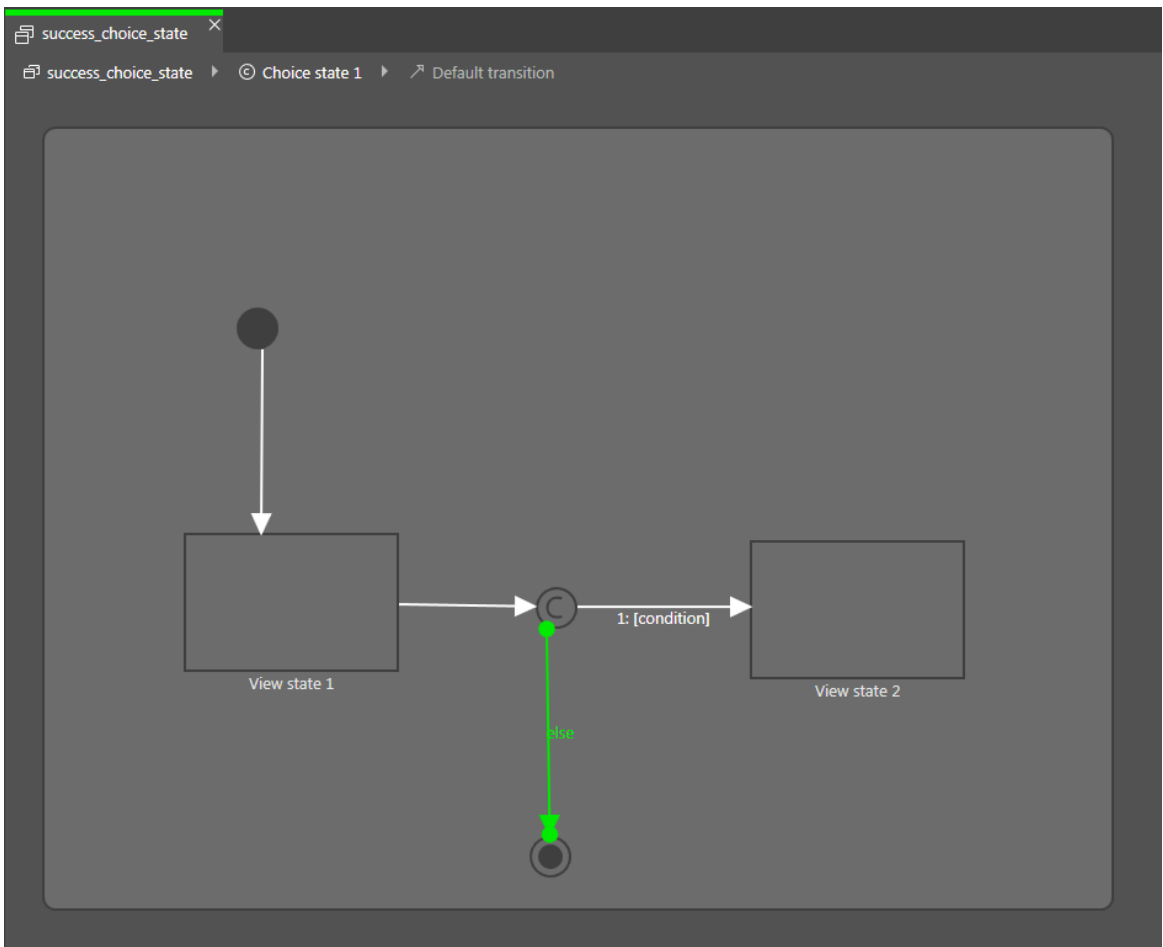 success_choice_state
success_choice_state Choice state 1 Default transition
C
1: [condition]
View state 1
View state 2
else